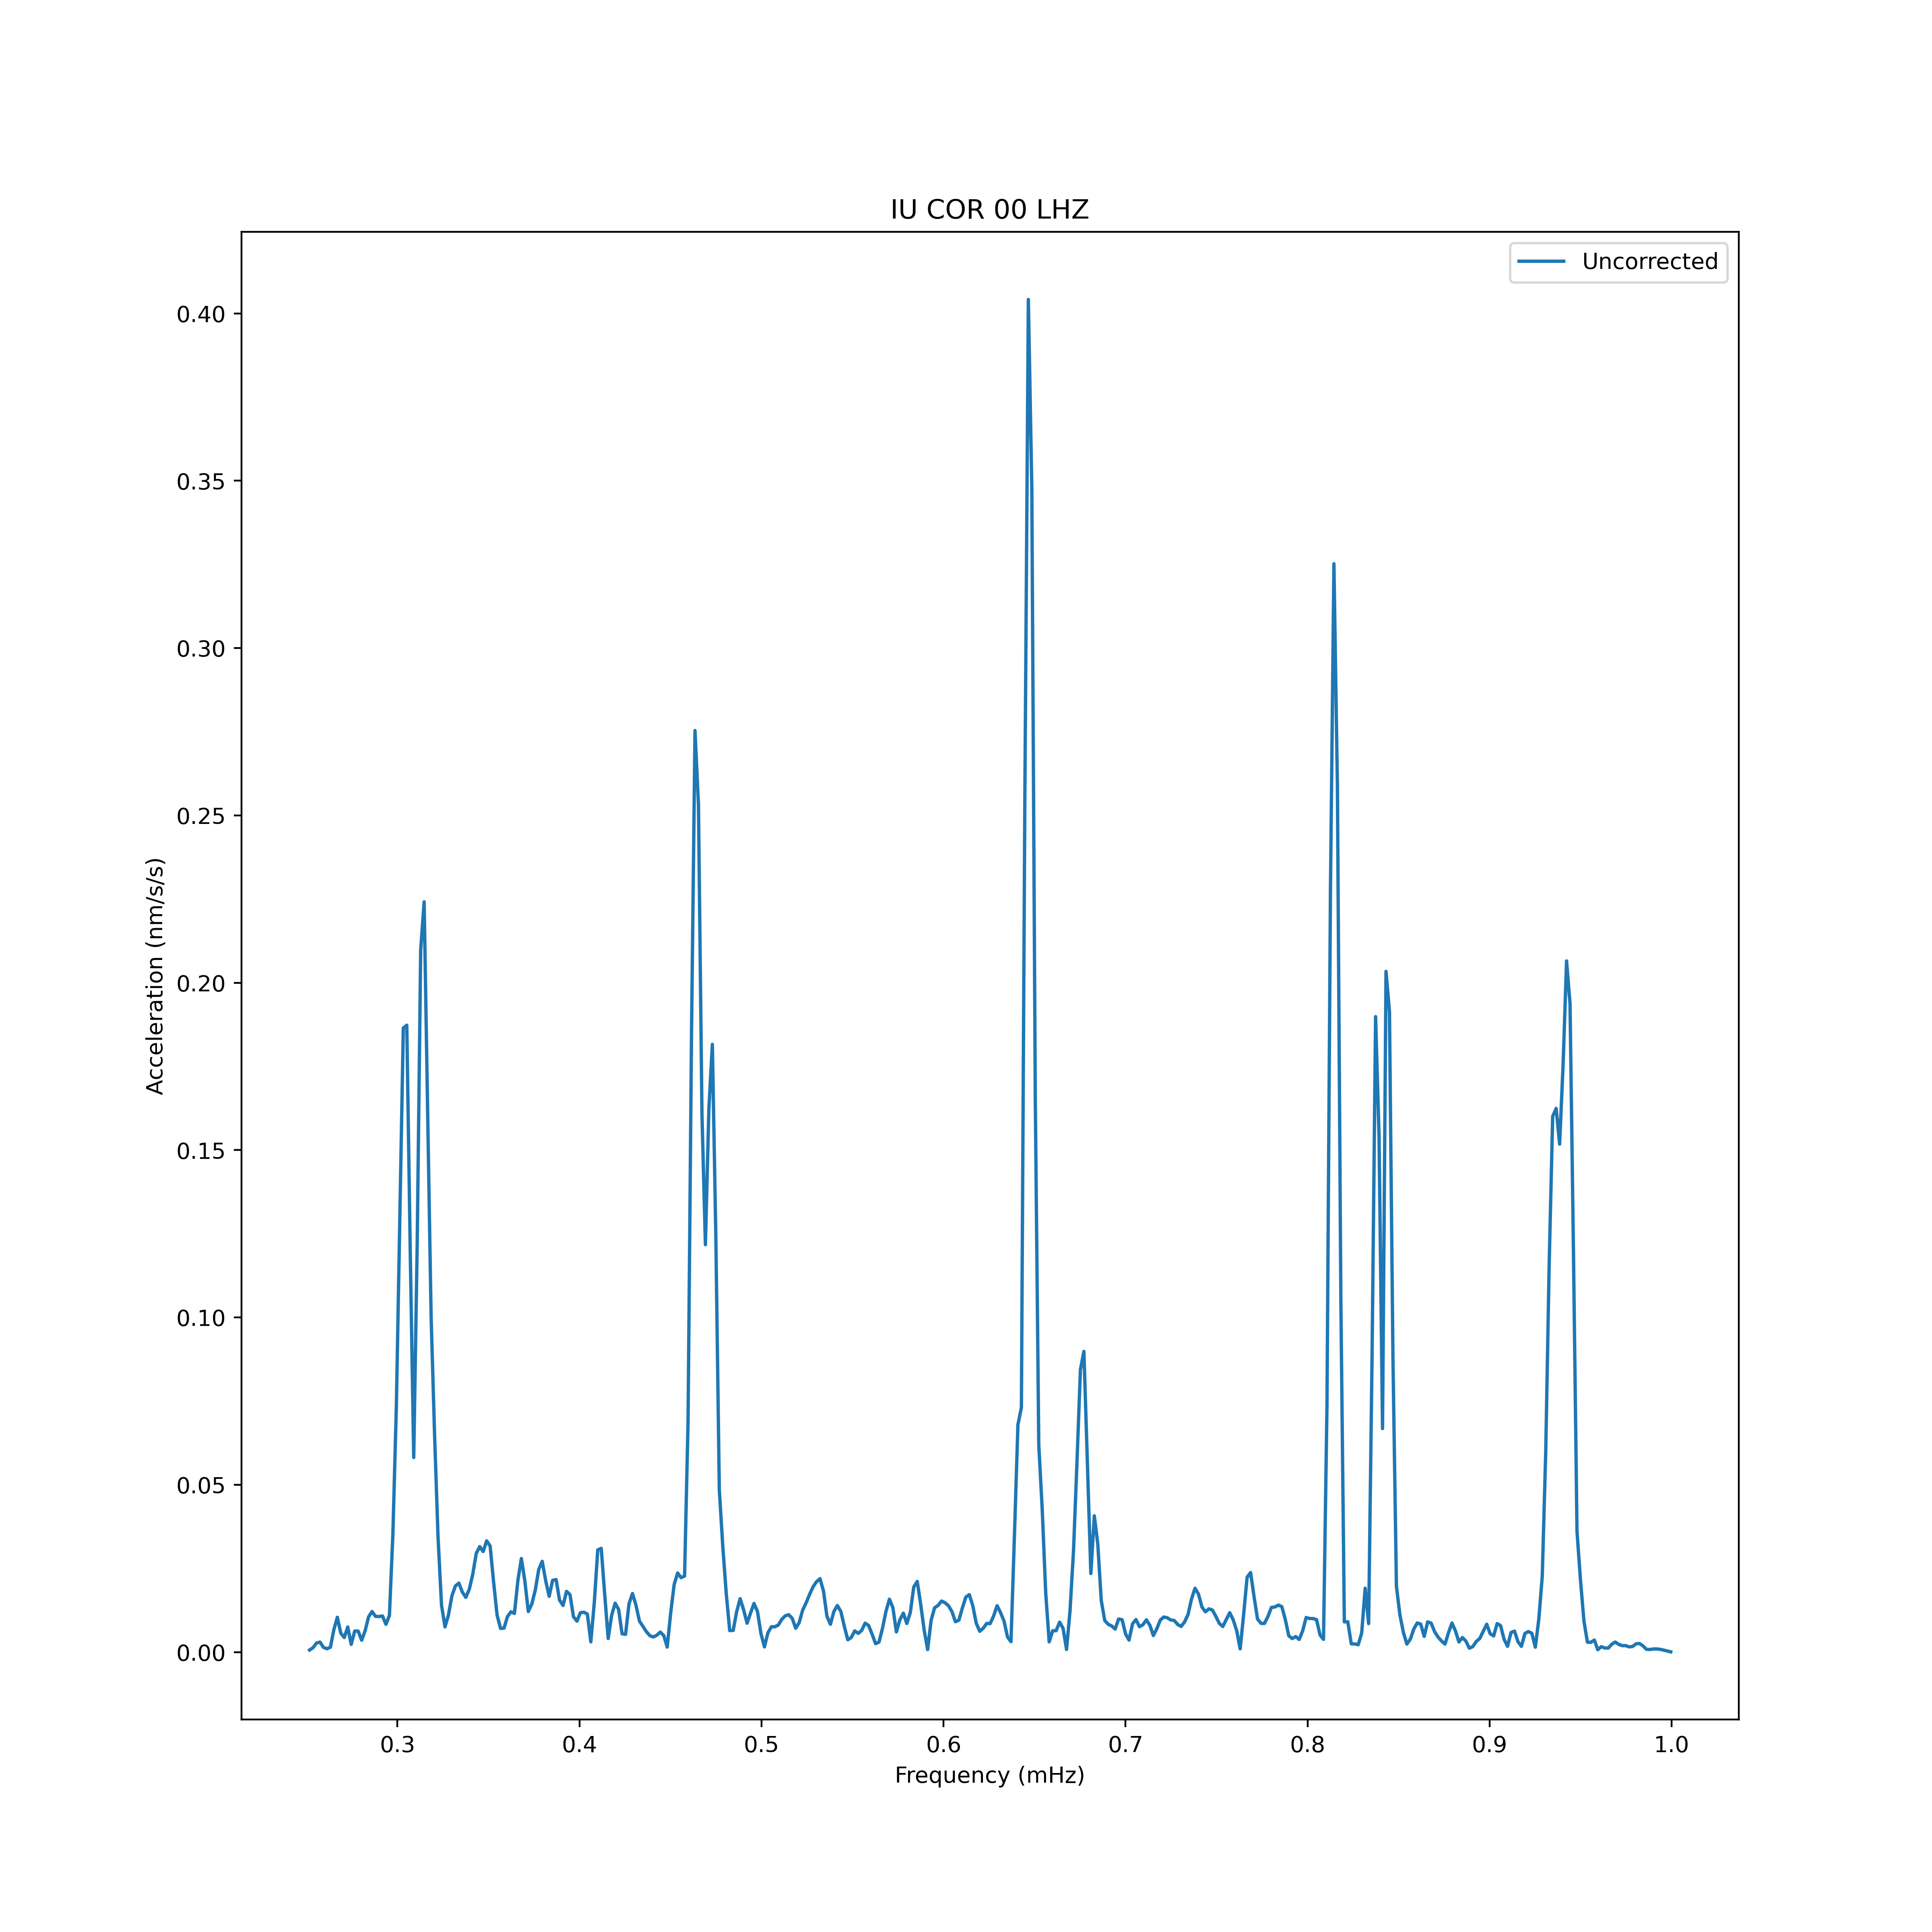 IU COR 00 LHZ
Uncorrected
0.40
0.35
0.30
0.25
0.20
0.15
0.10
0.05
0.00
Acceleration (nm/s/s)
0.3 0.4 0.5 0.6 0.7 0.8 0.9 1.0
Frequency (mHz)